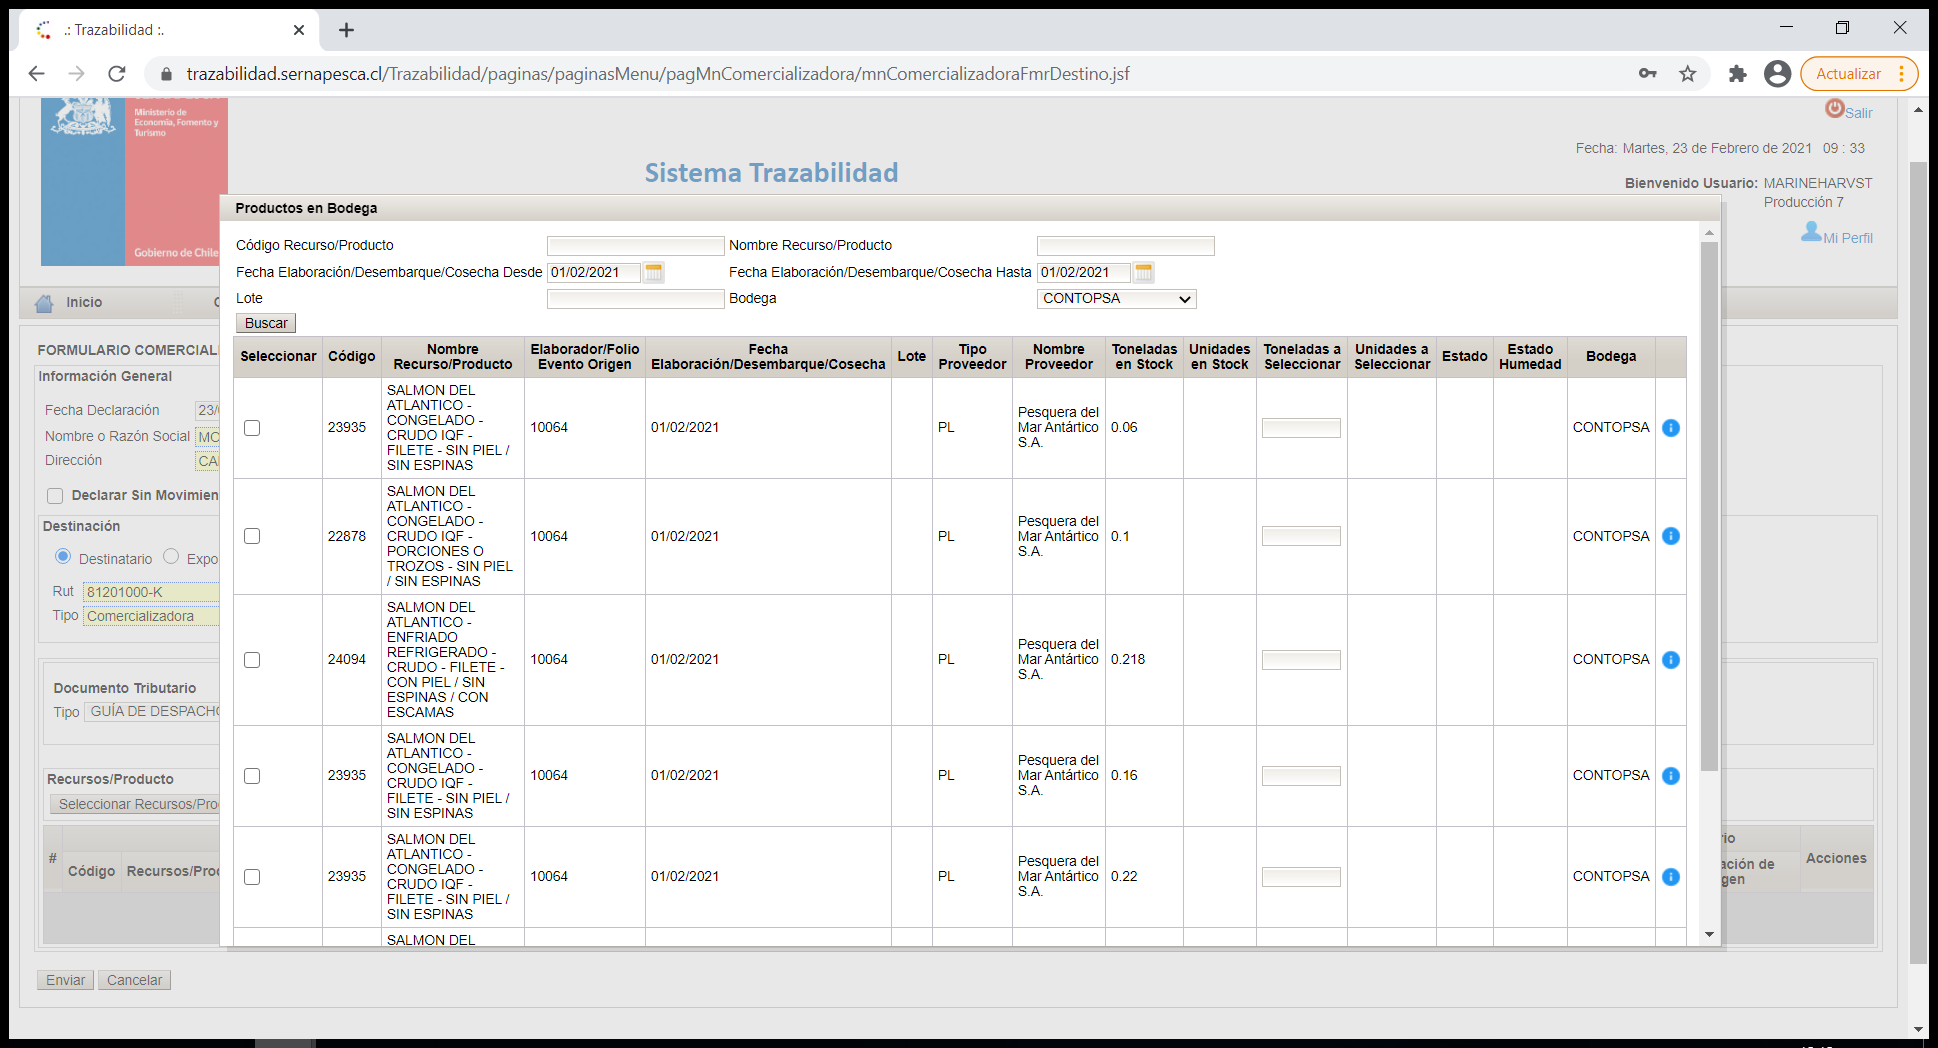 .: Trazabilidad :.
trazabilidad.sernapesca.cl/Trazabilidad/paginas/paginasMenu/pagMnComercializadora/mnComercializadoraFmrDestino.jsf
Actualizar
Ministerio de
Economía, Fomento y
Turismo
Gobierno de Chile
Sistema Trazabilidad
Salir
Fecha: Martes, 23 de Febrero de 2021 09 : 33
Bienvenido Usuario: MARINEHARVST
Producción 7
Mi Perfil
Inicio
FORMULARIO COMERCIAL
Información General
Fecha Declaración 23/
Nombre o Razón Social MO
Dirección CA
Declarar Sin Movimien
Destinación
Destinatario Expo
Rut 81201000-K
Tipo Comercializadora
Documento Tributario
Tipo GUÍA DE DESPACHO
Recursos/Producto
Seleccionar Recursos/Pro
# Código Recursos/Proc
rio
ación de
gen
Acciones
Enviar Cancelar
Productos en Bodega
Código Recurso/Producto Nombre Recurso/Producto
Fecha Elaboración/Desembarque/Cosecha Desde 01/02/2021 Fecha Elaboración/Desembarque/Cosecha Hasta 01/02/2021
Lote Bodega CONTOPSA
Buscar
Seleccionar Código Nombre Recurso/Producto Elaborador/Folio Evento Origen Fecha Elaboración/Desembarque/Cosecha Lote Tipo Proveedor Nombre Proveedor Toneladas en Stock Unidades en Stock Toneladas a Seleccionar Unidades a Seleccionar Estado Estado Humedad Bodega
23935 SALMON DEL ATLANTICO - CONGELADO - CRUDO IQF - FILETE - SIN PIEL / SIN ESPINAS 10064 01/02/2021 PL Pesquera del Mar Antártico S.A. 0.06 CONTOPSA
22878 SALMON DEL ATLANTICO - CONGELADO - CRUDO IQF - PORCIONES O TROZOS - SIN PIEL / SIN ESPINAS 10064 01/02/2021 PL Pesquera del Mar Antártico S.A. 0.1 CONTOPSA
24094 SALMON DEL ATLANTICO - ENFRIADO REFRIGERADO - CRUDO - FILETE - CON PIEL / SIN ESPINAS / CON ESCAMAS 10064 01/02/2021 PL Pesquera del Mar Antártico S.A. 0.218 CONTOPSA
23935 SALMON DEL ATLANTICO - CONGELADO - CRUDO IQF - FILETE - SIN PIEL / SIN ESPINAS 10064 01/02/2021 PL Pesquera del Mar Antártico S.A. 0.16 CONTOPSA
23935 SALMON DEL ATLANTICO - CONGELADO - CRUDO IQF - FILETE - SIN PIEL / SIN ESPINAS 10064 01/02/2021 PL Pesquera del Mar Antártico S.A. 0.22 CONTOPSA
SALMON DEL